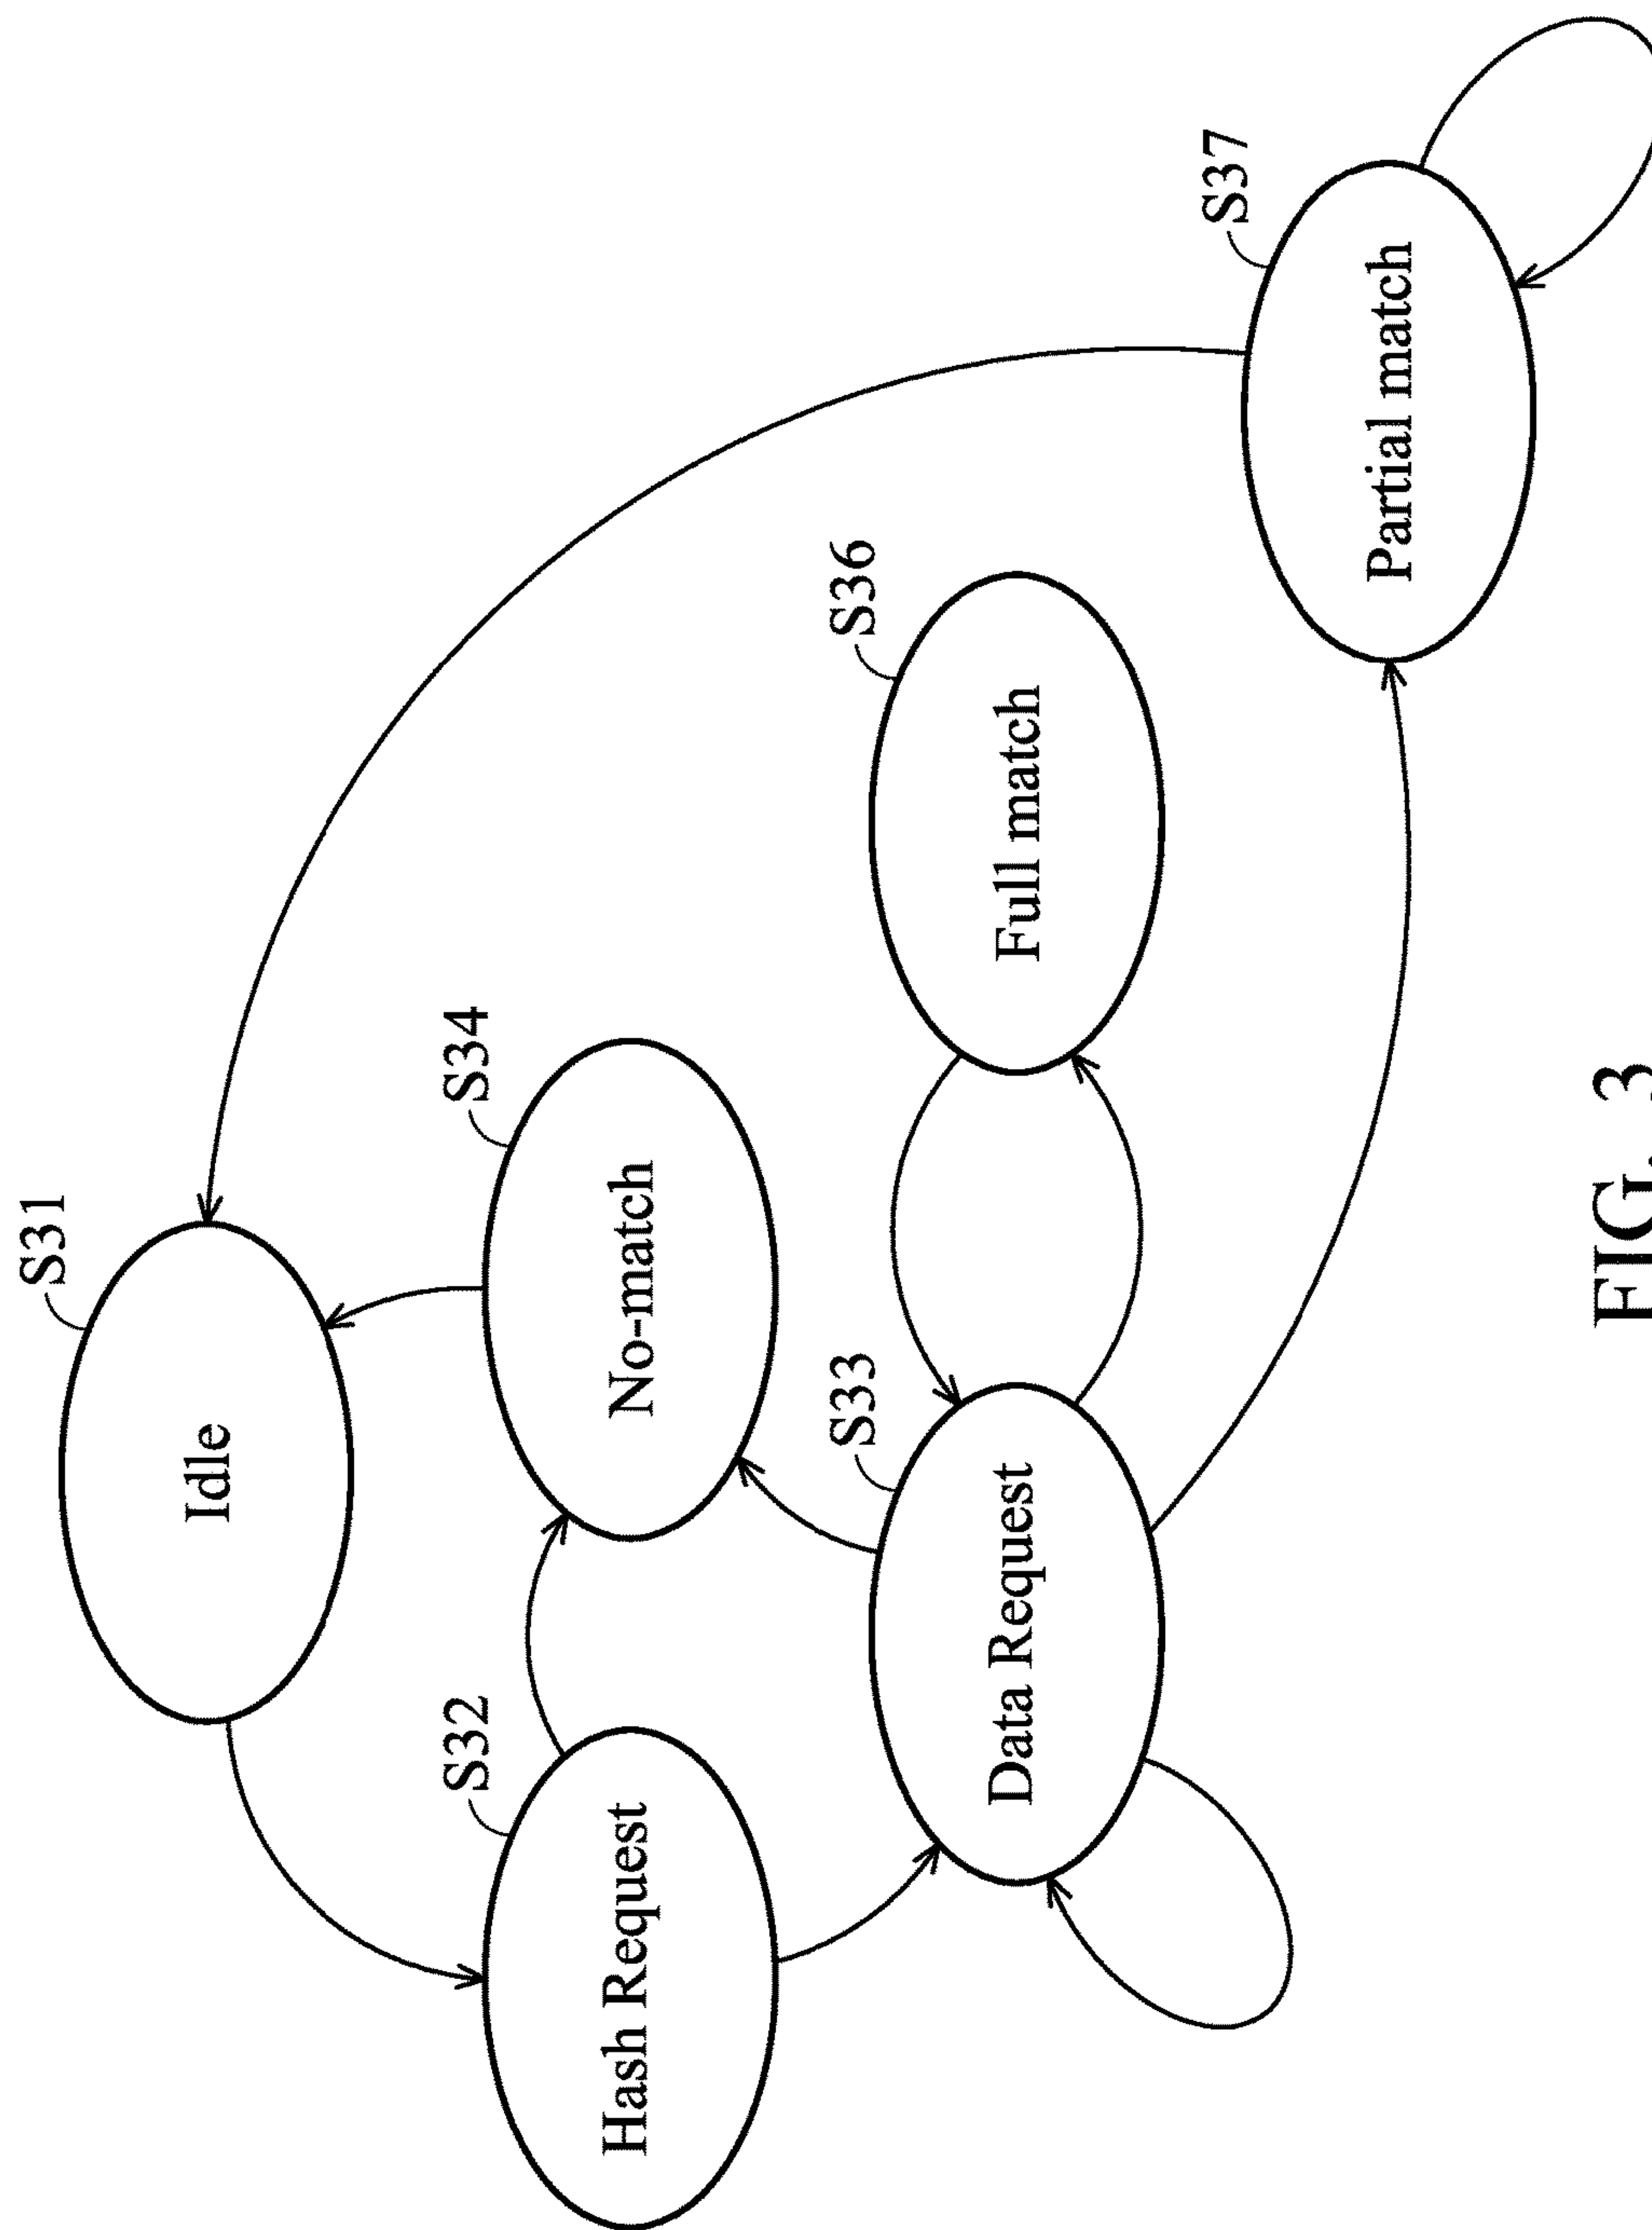 S31
Idle
S32
Hash Request
S34
No-match
S33
Data Request
S36
Full match
S37
Partial match
FIG. 3